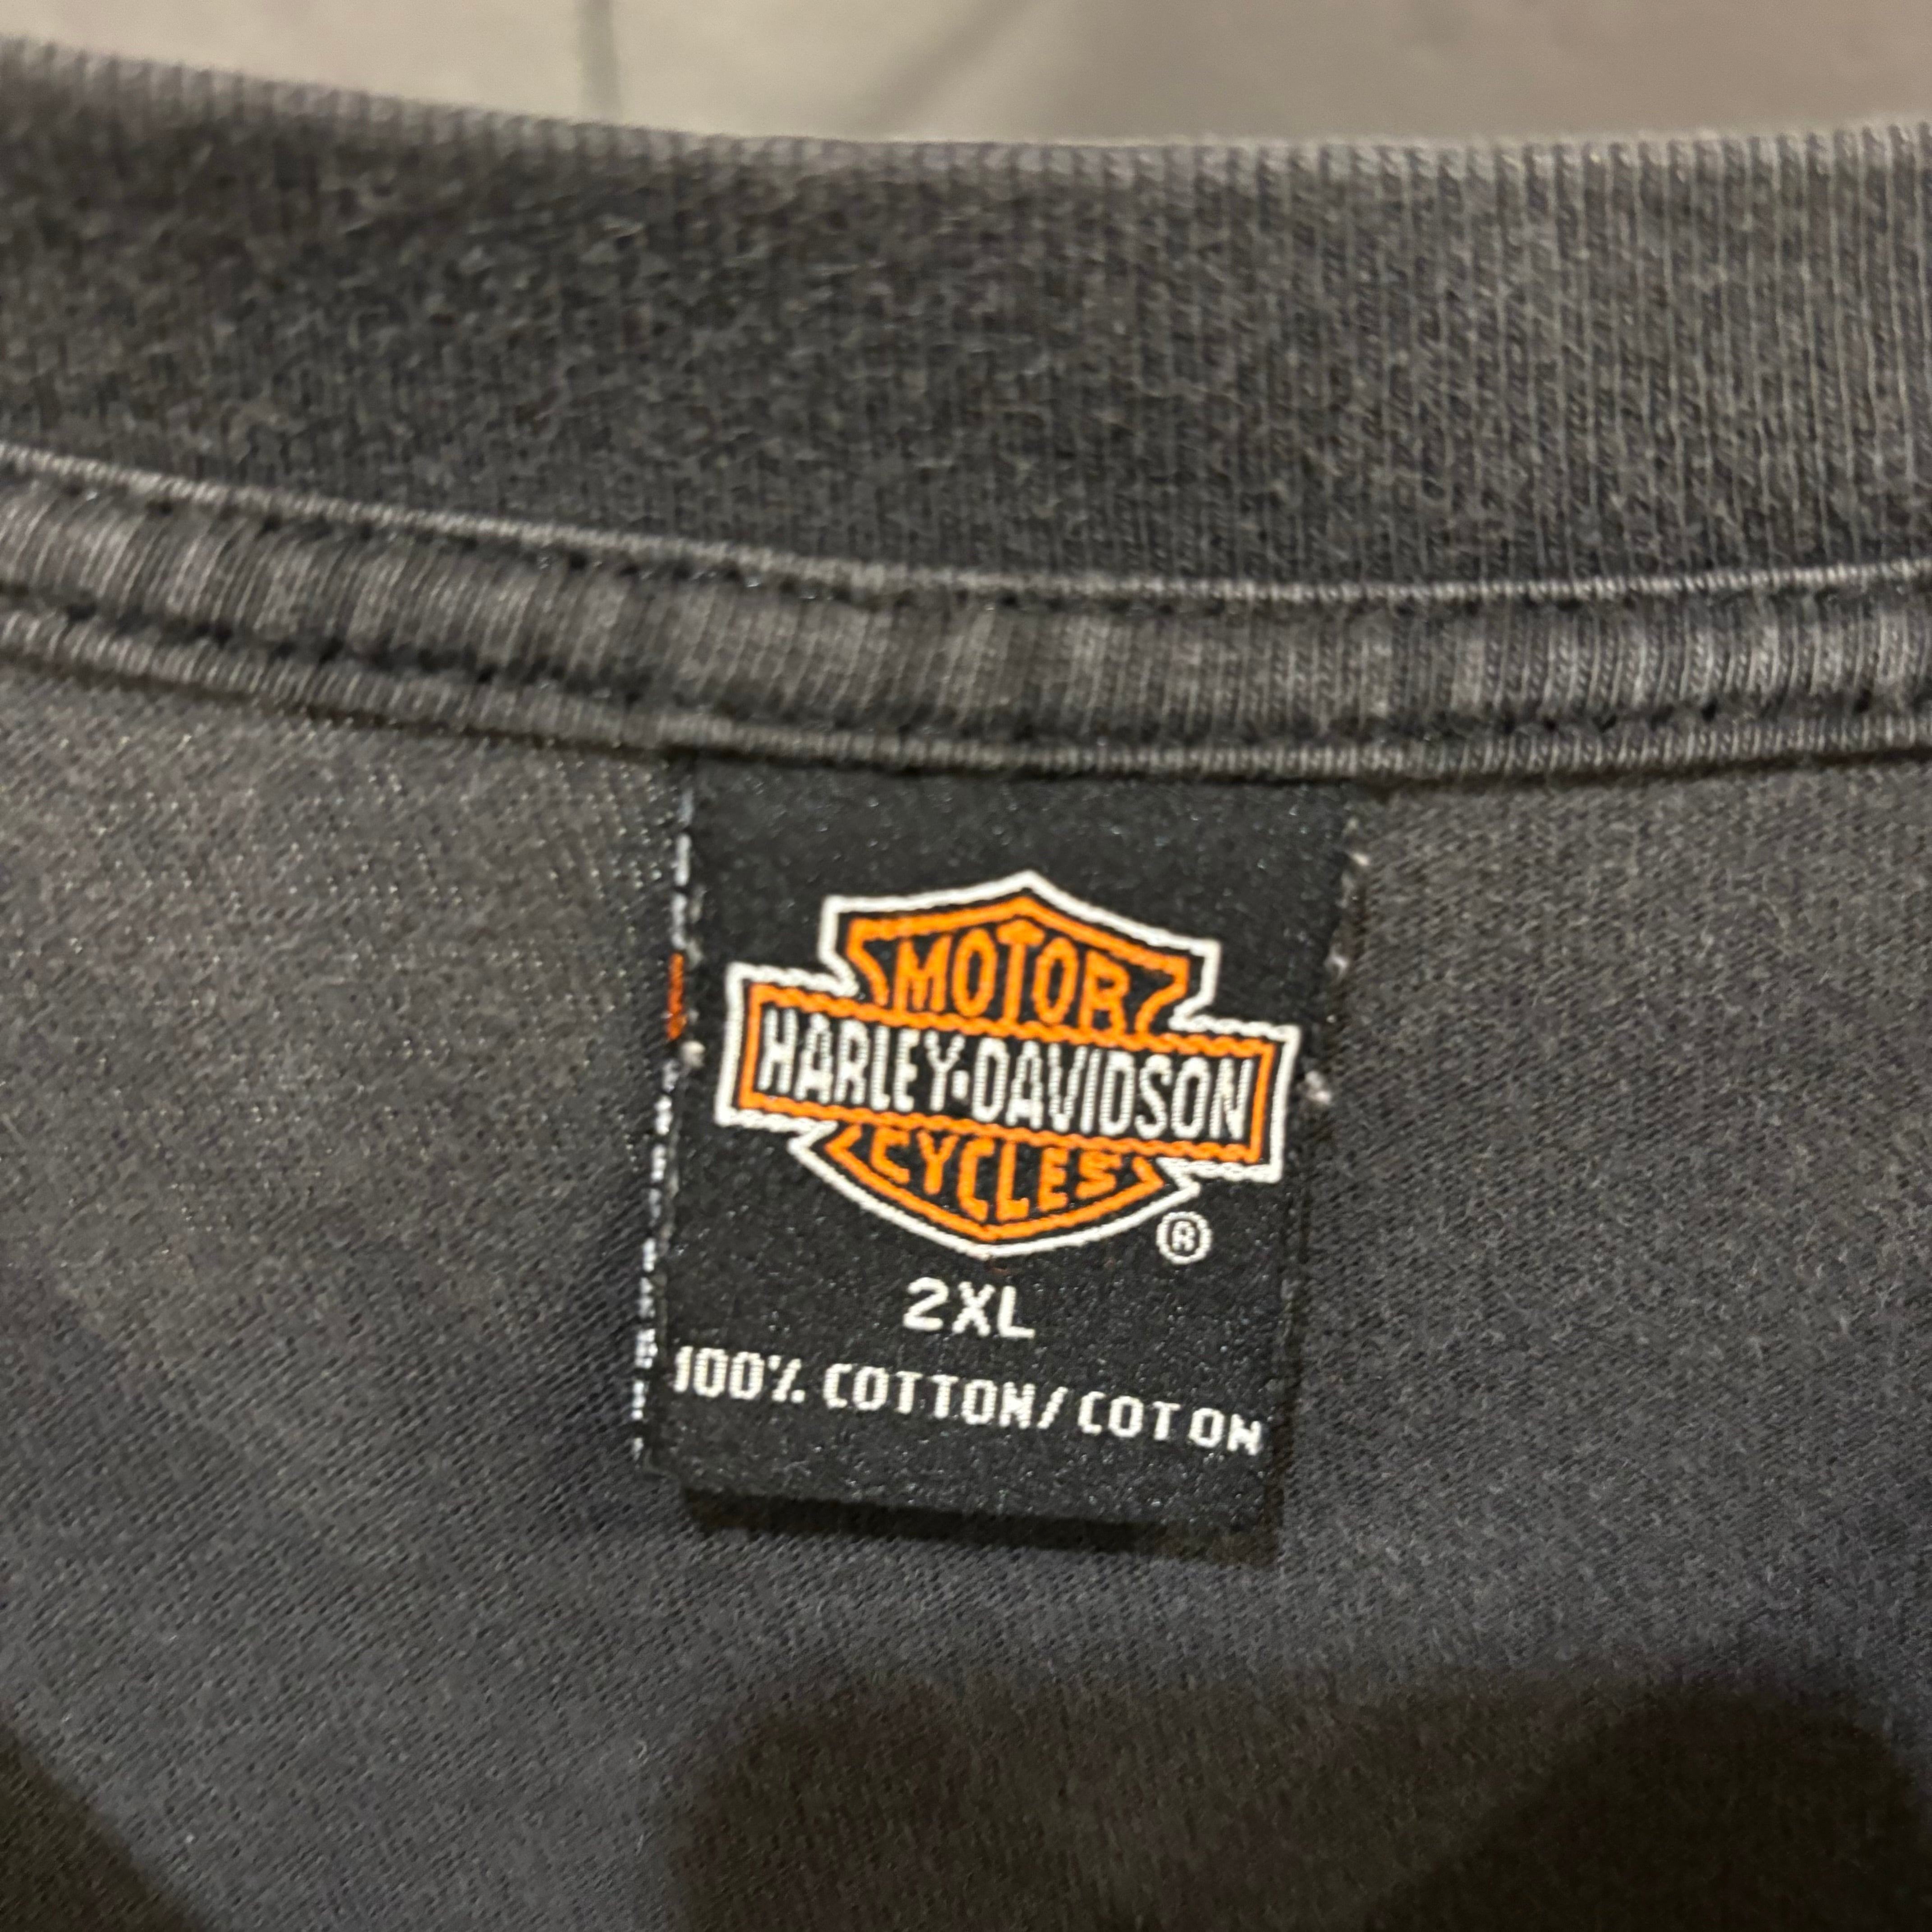 MOTOR
HARLEY-DAVIDSON
CYCLES
®
2XL
100% COTTON/COTON